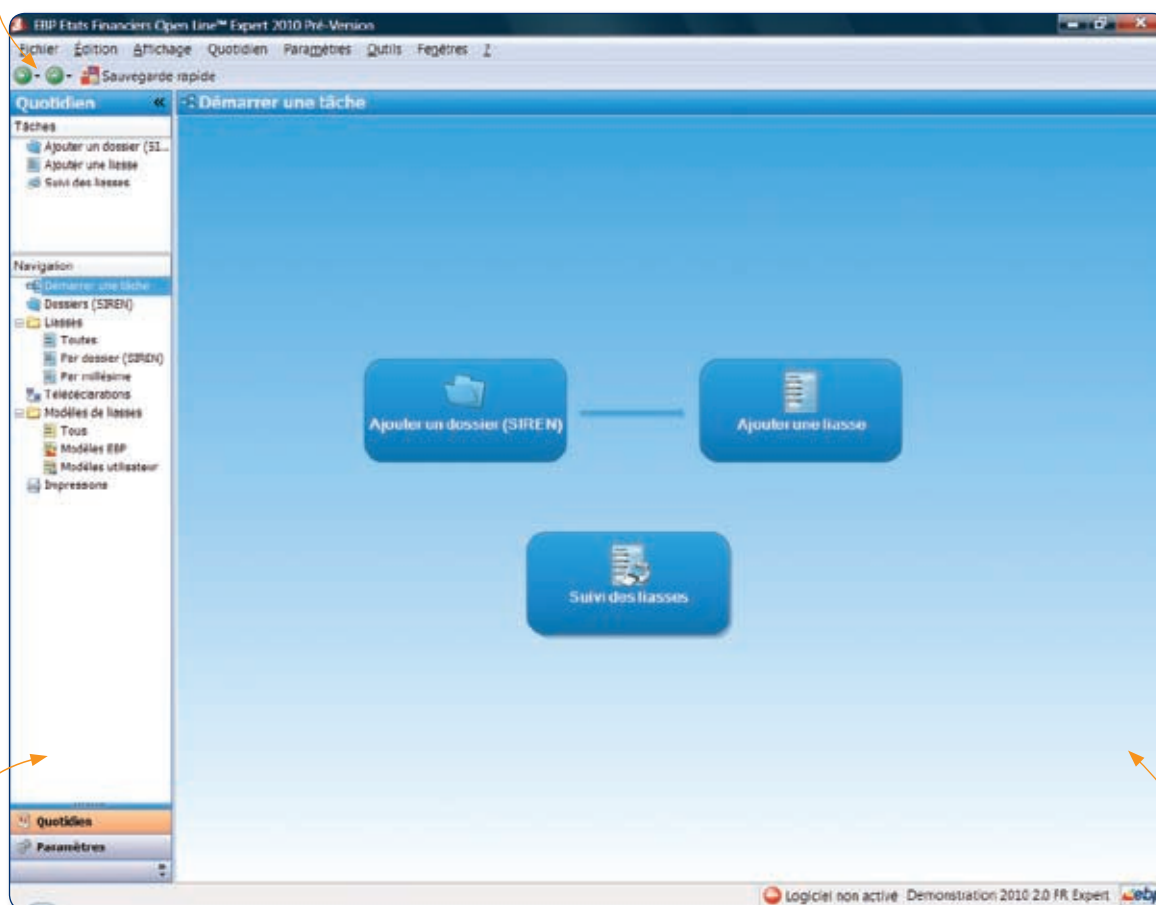 EBP Etats Financiers Open Line™ Expert 2010 Pré-Version
Fichier Édition Affichage Quotidien Paramètres Outils Fenêtres ?
Sauvegarde rapide
Quotidien «
Démarrer une tâche
Tâches
Ajouter un dossier (SI...
Ajouter une liasse
Suivi des liasses
Navigation
Démarrer une tâche
Dossiers (SIREN)
Liasses
Toutes
Par dossier (SIREN)
Par millésime
Télédéclarations
Modèles de liasses
Tous
Modèles EBP
Modèles utilisateur
Impressions
Ajouter un dossier (SIREN)
Ajouter une liasse
Suivi des liasses
Quotidien
Paramètres
Logiciel non activé Demonstration 2010 2.0 FR Expert ebp